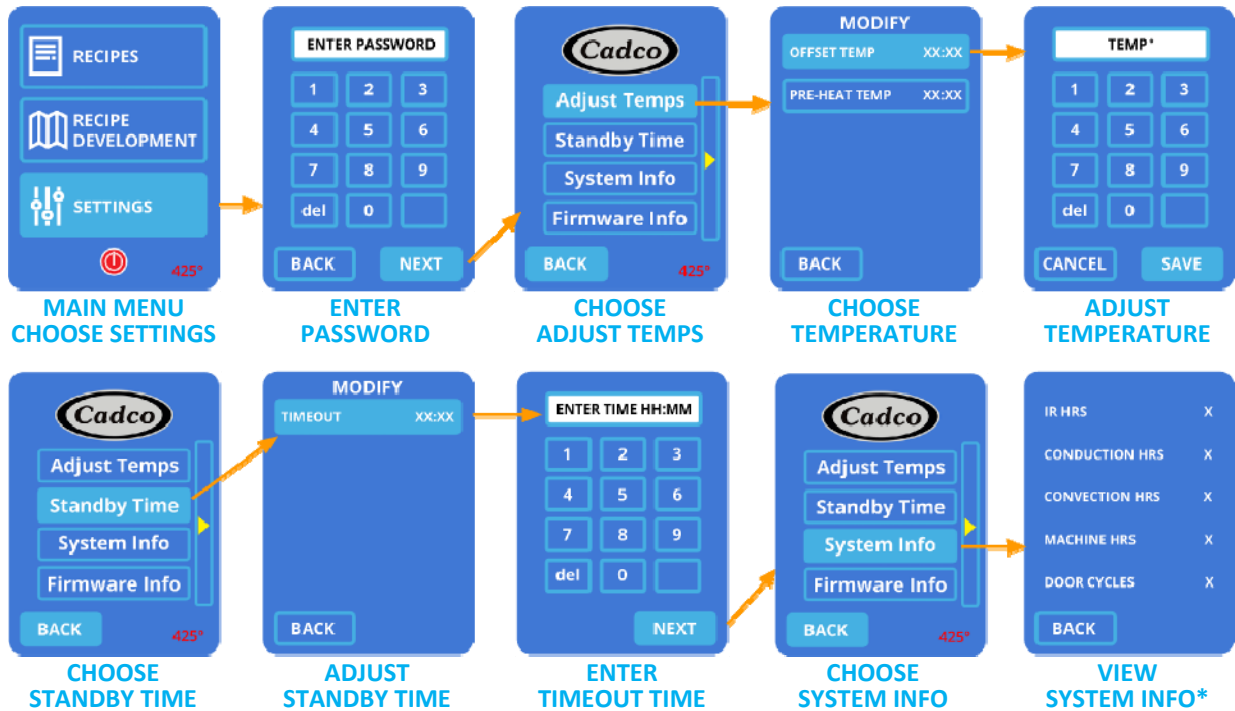 RECIPES
RECIPE
DEVELOPMENT
SETTINGS
425°
MAIN MENU
CHOOSE SETTINGS
ENTER PASSWORD
1 2 3
4 5 6
7 8 9
del 0
BACK NEXT
ENTER
PASSWORD
Cadco
Adjust Temps
Standby Time
System Info
Firmware Info
BACK
425°
CHOOSE
ADJUST TEMPS
MODIFY
OFFSET TEMP XX:XX
PRE-HEAT TEMP XX:XX
BACK
CHOOSE
TEMPERATURE
TEMP°
1 2 3
4 5 6
7 8 9
del 0
CANCEL SAVE
ADJUST
TEMPERATURE
Cadco
Adjust Temps
Standby Time
System Info
Firmware Info
BACK
425°
CHOOSE
STANDBY TIME
MODIFY
TIMEOUT XX:XX
BACK
ADJUST
STANDBY TIME
ENTER TIME HH:MM
1 2 3
4 5 6
7 8 9
del 0
NEXT
ENTER
TIMEOUT TIME
Cadco
Adjust Temps
Standby Time
System Info
Firmware Info
BACK
425°
CHOOSE
SYSTEM INFO
IR HRS X
CONDUCTION HRS X
CONVECTION HRS X
MACHINE HRS X
DOOR CYCLES X
BACK
VIEW
SYSTEM INFO*